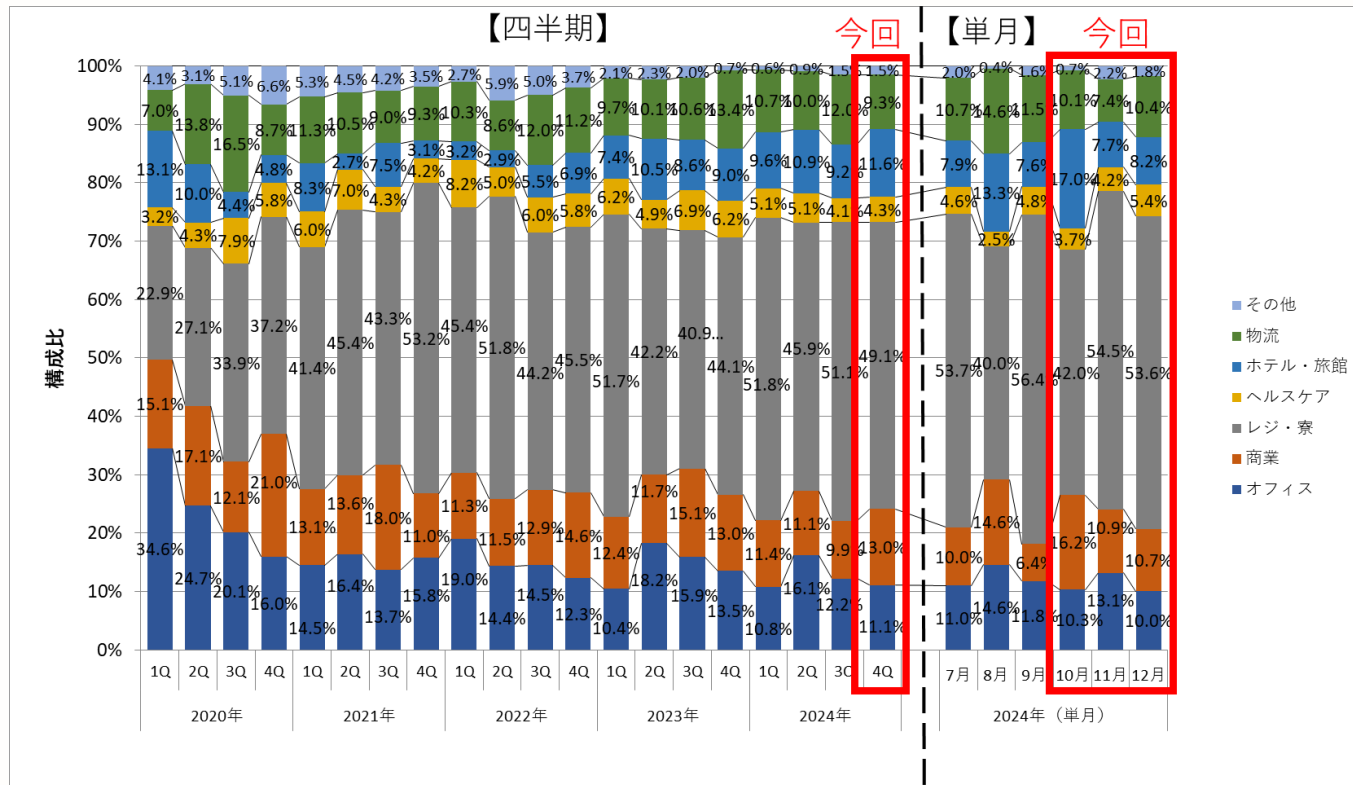 【四半期】 今回 【単月】 今回
100%
90%
80%
70%
60%
50%
40%
30%
20%
10%
0%
構成比
4.1% 3.1% 5.1% 6.6% 5.3% 4.5% 4.2% 3.5% 2.7% 5.9% 5.0% 3.7% 2.1% 2.3% 2.0% 0.7% 0.6% 0.9% 1.5% 1.5% 2.0% 0.4% 1.6% 0.7% 2.2% 1.8%
7.0% 13.8% 16.5% 8.7% 11.3% 10.5% 9.0% 9.3% 10.3% 8.6% 12.0% 11.2% 9.7% 10.1% 10.6% 13.4% 10.7% 10.0% 12.0% 9.3% 10.7% 14.6% 11.5% 10.1% 7.4% 10.4%
13.1% 10.0% 4.4% 4.8% 8.3% 2.7% 7.5% 3.1% 3.2% 2.9% 5.5% 6.9% 7.4% 10.5% 8.6% 9.0% 9.6% 10.9% 9.2% 11.6% 7.9% 13.3% 7.6% 17.0% 7.7% 8.2%
3.2% 4.3% 7.9% 5.8% 6.0% 7.0% 4.3% 4.2% 8.2% 5.0% 6.0% 5.8% 6.2% 4.9% 6.9% 6.2% 5.1% 5.1% 4.1% 4.3% 4.6% 2.5% 4.8% 3.7% 4.2% 5.4%
22.9% 27.1% 33.9% 37.2% 41.4% 45.4% 43.3% 53.2% 45.4% 51.8% 44.2% 45.5% 51.7% 42.2% 40.9... 44.1% 51.8% 45.9% 51.1% 49.1% 53.7% 40.0% 56.4% 42.0% 54.5% 53.6%
15.1% 17.1% 12.1% 21.0% 13.1% 13.6% 18.0% 11.0% 11.3% 11.5% 12.9% 14.6% 12.4% 11.7% 15.1% 13.0% 11.4% 11.1% 9.9% 13.0% 10.0% 14.6% 6.4% 16.2% 10.9% 10.7%
34.6% 24.7% 20.1% 16.0% 14.5% 16.4% 13.7% 15.8% 19.0% 14.4% 14.5% 12.3% 10.4% 18.2% 15.9% 13.5% 10.8% 16.1% 12.2% 11.1% 11.0% 14.6% 11.8% 10.3% 13.1% 10.0%
1Q 2Q 3Q 4Q 1Q 2Q 3Q 4Q 1Q 2Q 3Q 4Q 1Q 2Q 3Q 4Q 1Q 2Q 3Q 4Q 7月 8月 9月 10月 11月 12月
2020年 2021年 2022年 2023年 2024年 2024年（単月）
その他
物流
ホテル・旅館
ヘルスケア
レジ・寮
商業
オフィス